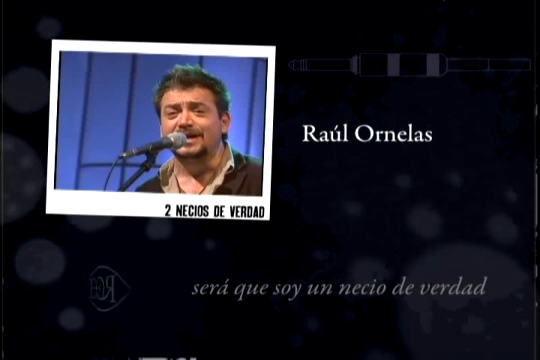 2 NECIOS DE VERDAD
Raúl Ornelas
será que soy un necio de verdad